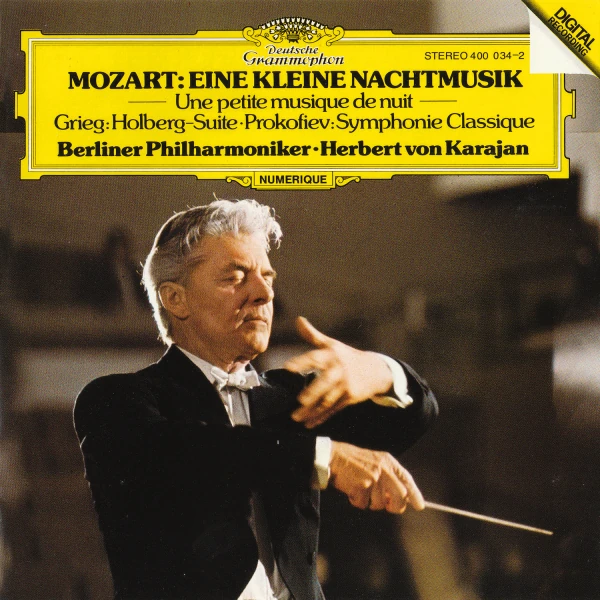 DIGITAL
RECORDING
Deutsche
Grammophon
STEREO 400 034-2
MOZART: EINE KLEINE NACHTMUSIK
Une petite musique de nuit
Grieg: Holberg-Suite · Prokofiev: Symphonie Classique
Berliner Philharmoniker · Herbert von Karajan
NUMERIQUE